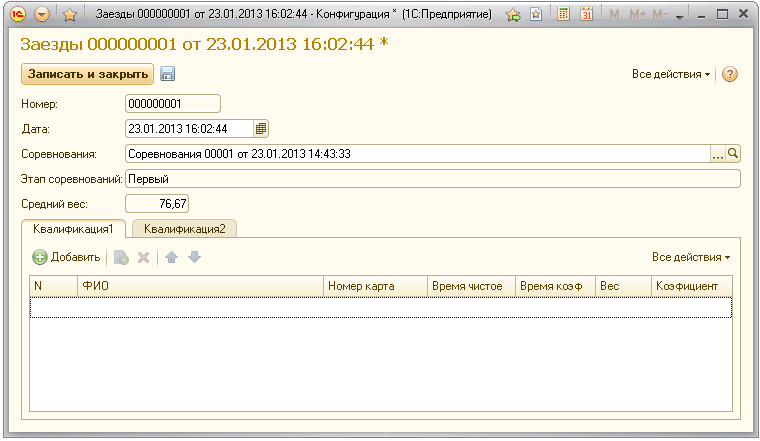 Заезды 000000001 от 23.01.2013 16:02:44 - Конфигурация * (1С:Предприятие) M M+ M-
Заезды 000000001 от 23.01.2013 16:02:44 *
Записать и закрыть Все действия
Номер: 000000001
Дата: 23.01.2013 16:02:44
Соревнования: Соревнования 00001 от 23.01.2013 14:43:33 ...
Этап соревнований: Первый
Средний вес: 76,67
Квалификация1 Квалификация2
Добавить Все действия
N ФИО Номер карта Время чистое Время коэф Вес Коэфициент